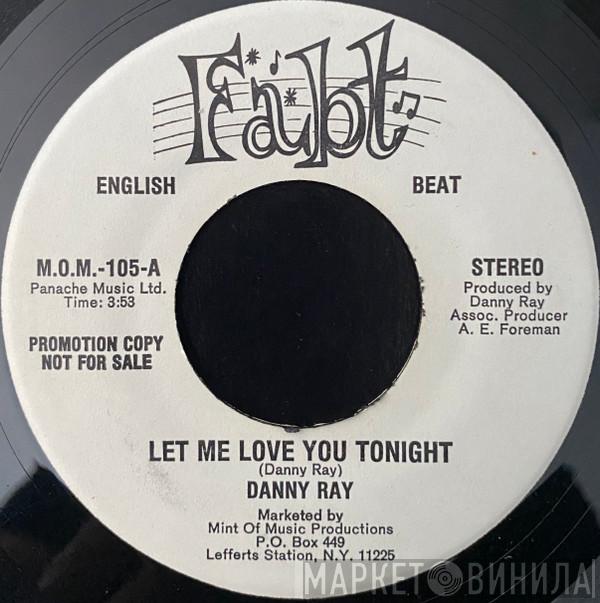 Fabt
ENGLISH BEAT
M.O.M.-105-A
Panache Music Ltd.
Time: 3:53
PROMOTION COPY
NOT FOR SALE
STEREO
Produced by
Danny Ray
Assoc. Producer
A. E. Foreman
LET ME LOVE YOU TONIGHT
(Danny Ray)
DANNY RAY
Marketed by
Mint Of Music Productions
P.O. Box 449
Lefferts Station, N.Y. 11225
МАРКЕТ ВИНИЛА